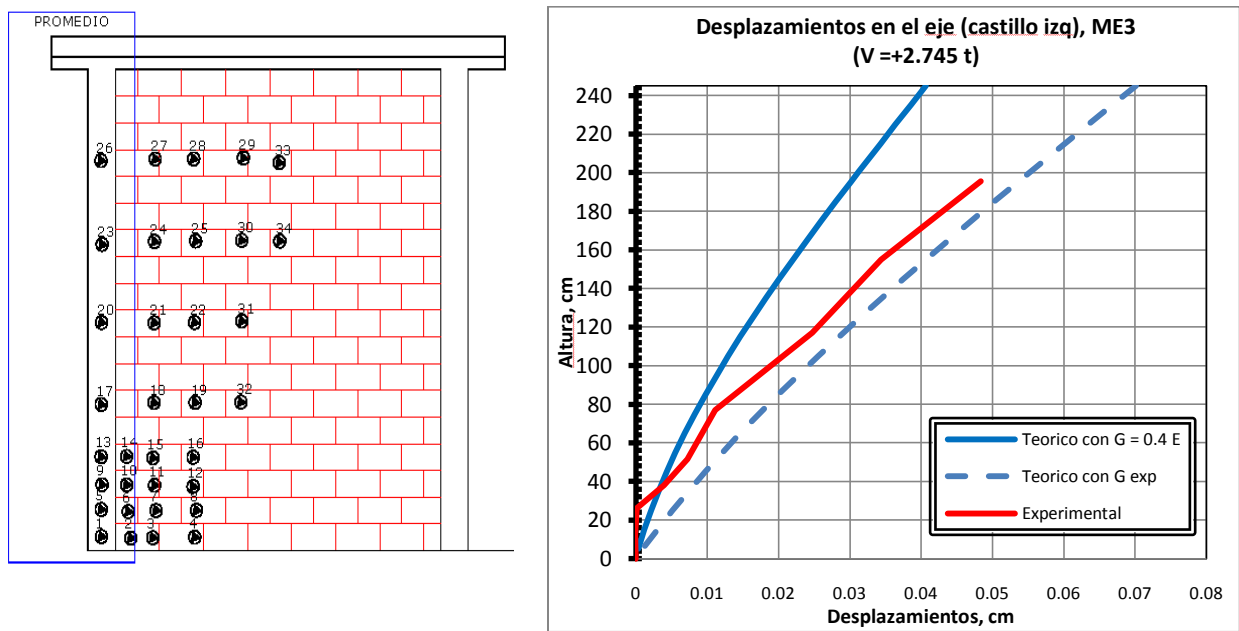 PROMEDIO
26 27 28 29 33
23 24 25 30 34
20 21 22 31
17 18 19 32
13 14 15 16
9 10 11 12
5 6 7 8
1 2 3 4
Desplazamientos en el eje (castillo izq), ME3
(V =+2.745 t)
Altura, cm
240
220
200
180
160
140
120
100
80
60
40
20
0
Teorico con G = 0.4 E
Teorico con G exp
Experimental
0 0.01 0.02 0.03 0.04 0.05 0.06 0.07 0.08
Desplazamientos, cm